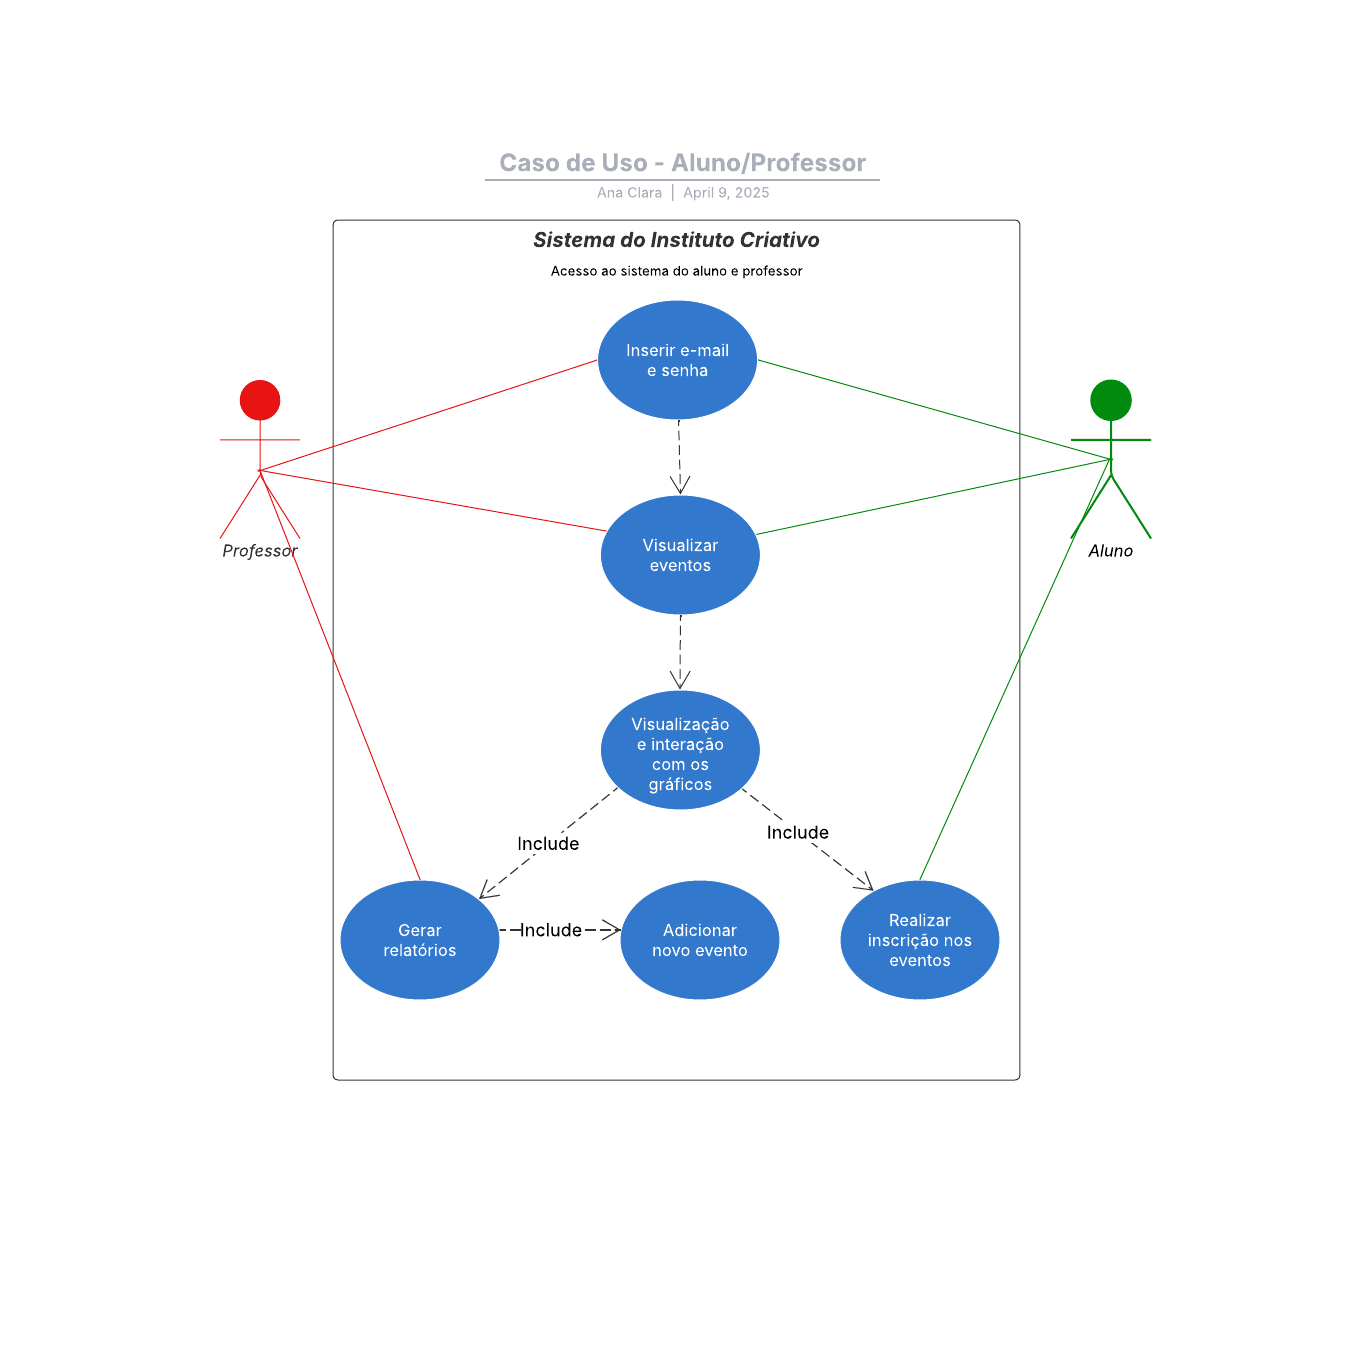 Caso de Uso - Aluno/Professor
Ana Clara | April 9, 2025
Sistema do Instituto Criativo
Acesso ao sistema do aluno e professor
Inserir e-mail
e senha
Professor
Aluno
Visualizar
eventos
Visualização
e interação
com os
gráficos
Include
Include
Gerar
relatórios
Include
Adicionar
novo evento
Realizar
inscrição nos
eventos